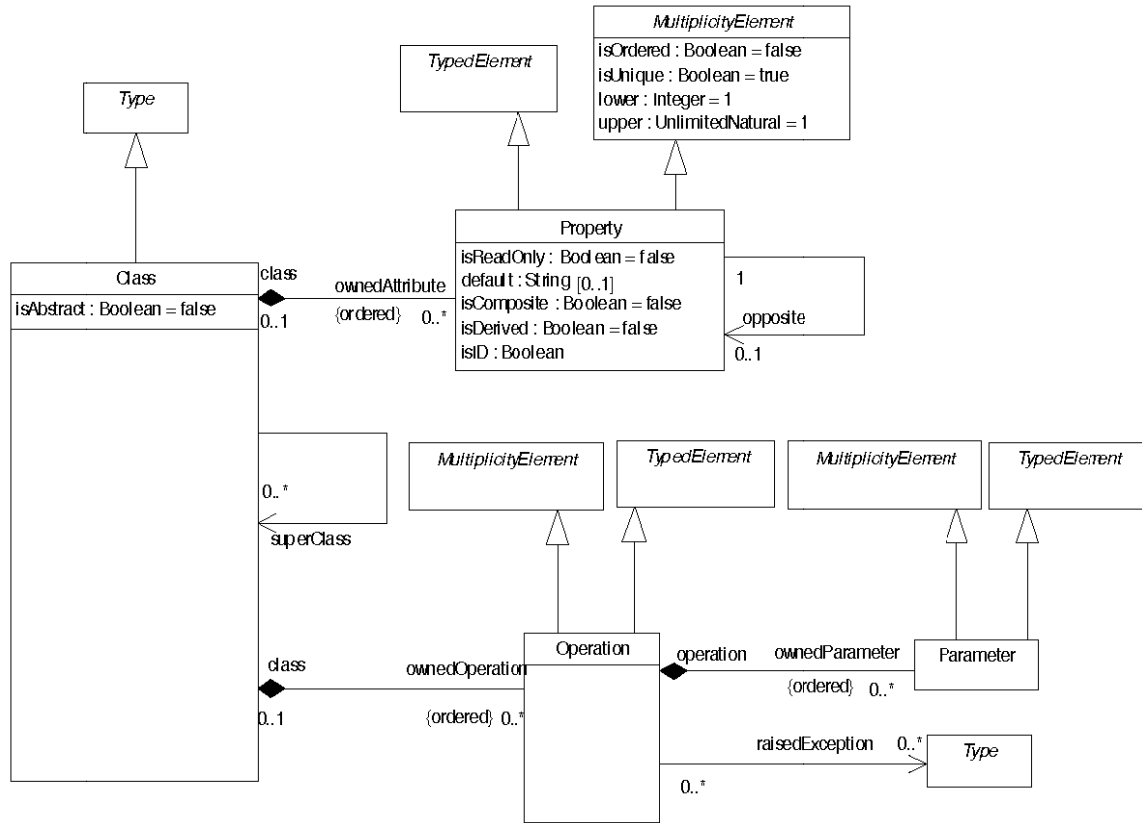 MultiplicityElement
isOrdered : Boolean = false
isUnique : Boolean = true
lower : Integer = 1
upper : UnlimitedNatural = 1
TypedElement
Type
Property
isReadOnly : Boolean = false
default : String [0..1]
isComposite : Boolean = false
isDerived : Boolean = false
isID : Boolean
1
opposite
0..1
Class
isAbstract : Boolean = false
class
0..1
ownedAttribute
{ordered} 0..*
0..*
superClass
MultiplicityElement
TypedElement
MultiplicityElement
TypedElement
class
0..1
ownedOperation
{ordered} 0..*
Operation
operation
ownedParameter
{ordered} 0..*
Parameter
raisedException 0..*
0..*
Type